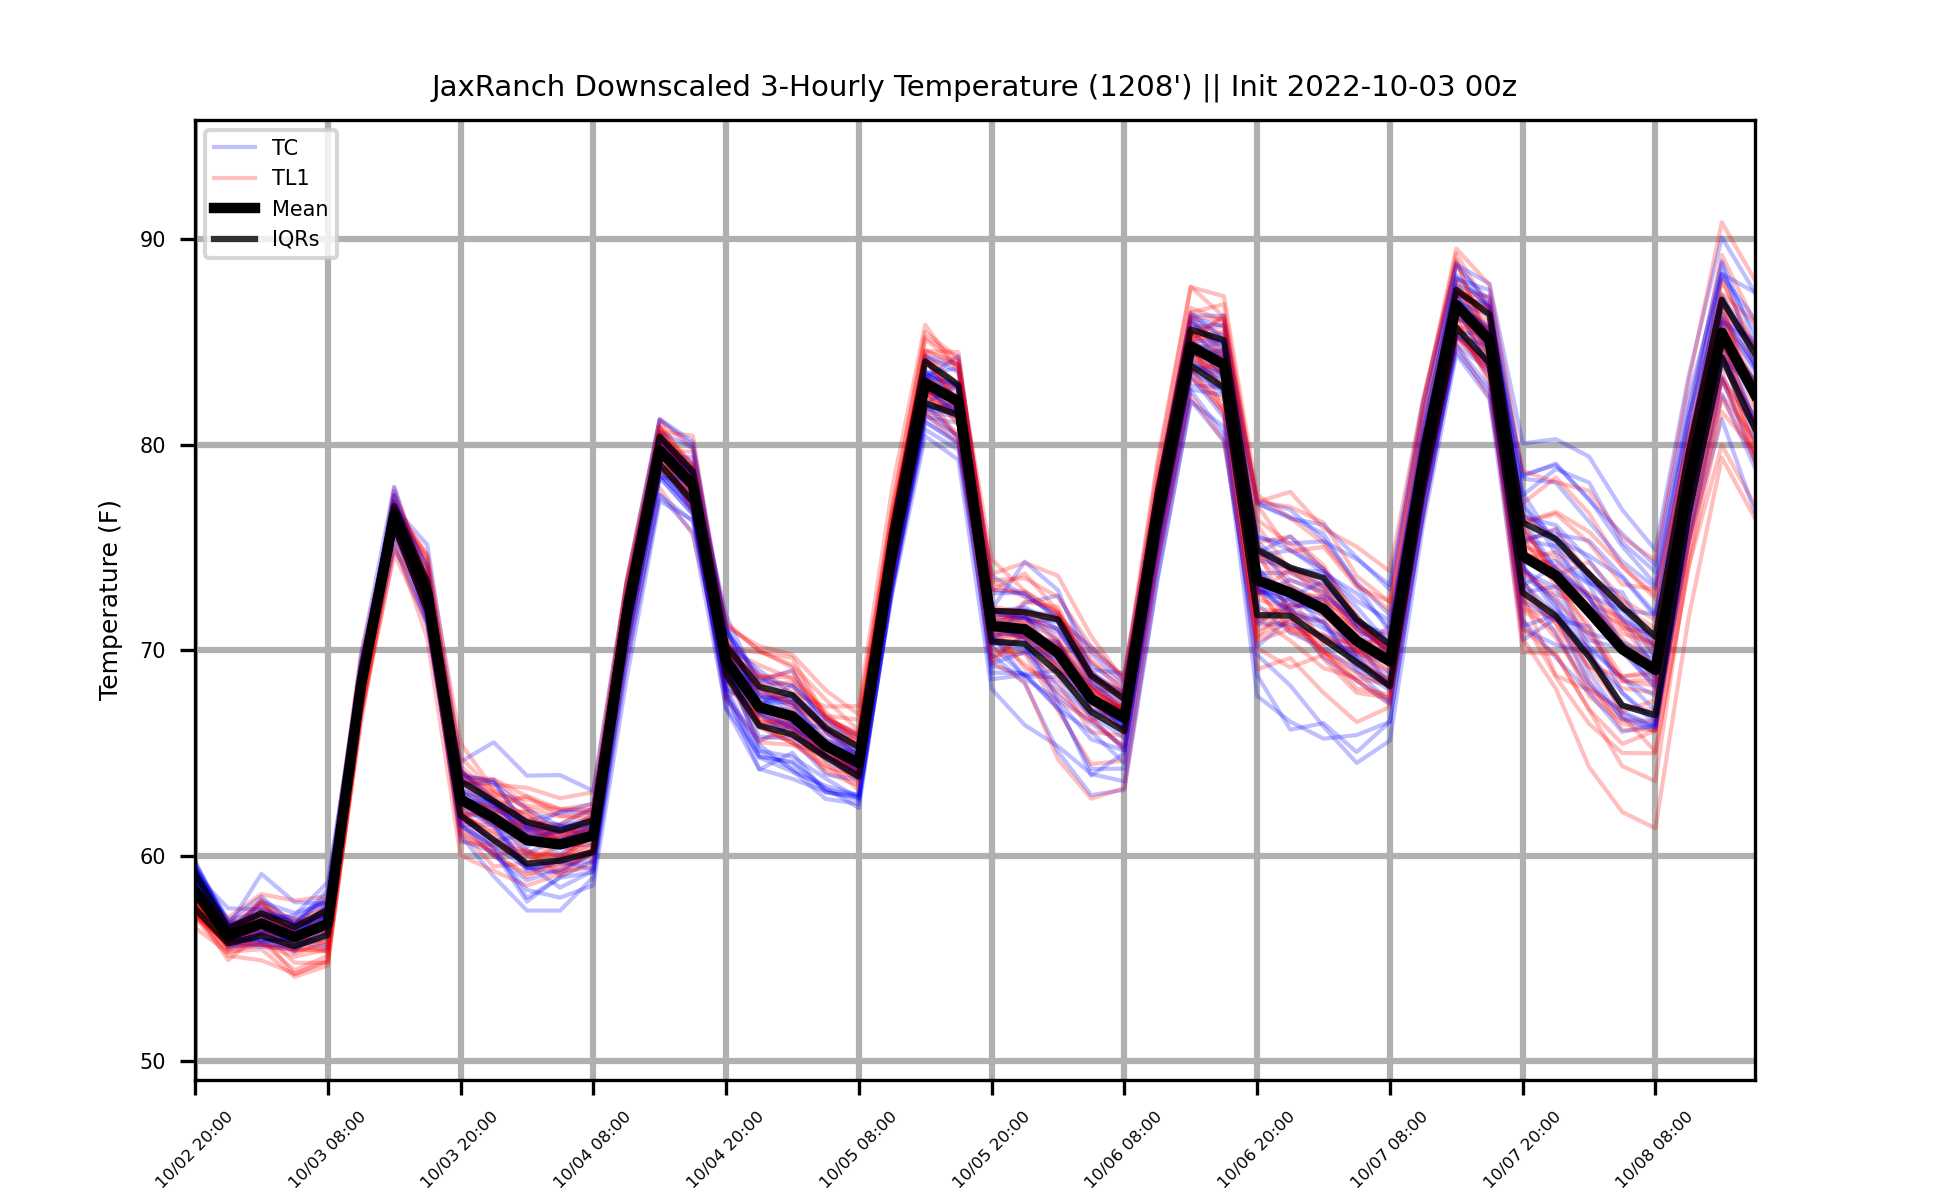 JaxRanch Downscaled 3-Hourly Temperature (1208') || Init 2022-10-03 00z
TC
TL1
Mean
IQRs
Temperature (F)
90
80
70
60
50
10/02 20:00
10/03 08:00
10/03 20:00
10/04 08:00
10/04 20:00
10/05 08:00
10/05 20:00
10/06 08:00
10/06 20:00
10/07 08:00
10/07 20:00
10/08 08:00